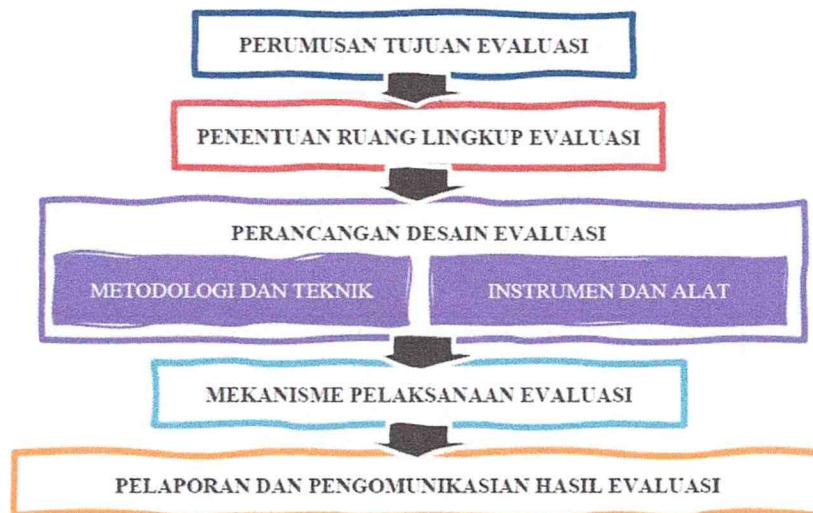 PERUMUSAN TUJUAN EVALUASI
PENENTUAN RUANG LINGKUP EVALUASI
PERANCANGAN DESAIN EVALUASI
METODOLOGI DAN TEKNIK
INSTRUMEN DAN ALAT
MEKANISME PELAKSANAAN EVALUASI
PELAPORAN DAN PENGOMUNIKASIAN HASIL EVALUASI